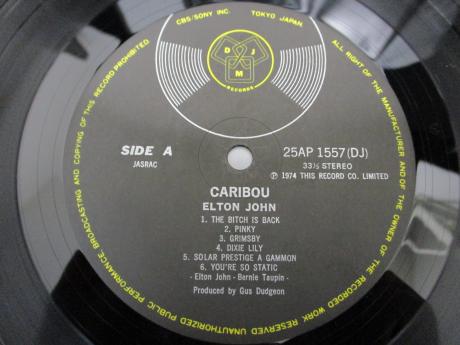 CBS/SONY INC. TOKYO JAPAN
ALL RIGHT OF THE MANUFACTURER AND OF THE OWNER OF THE RECORDED WORK RESERVED UNAUTHORIZED PUBLIC PERFORMANCE BROADCASTING AND COPYING OF THIS RECORD PROHIBITED
D J
M
RECORDS
SIDE A
JASRAC
25AP 1557(DJ)
33⅓ STEREO
Ⓟ 1974 THIS RECORD CO. LIMITED
CARIBOU
ELTON JOHN
1. THE BITCH IS BACK
2. PINKY
3. GRIMSBY
4. DIXIE LILY
5. SOLAR PRESTIGE A GAMMON
6. YOU'RE SO STATIC
- Elton John - Bernie Taupin -
Produced by Gus Dudgeon